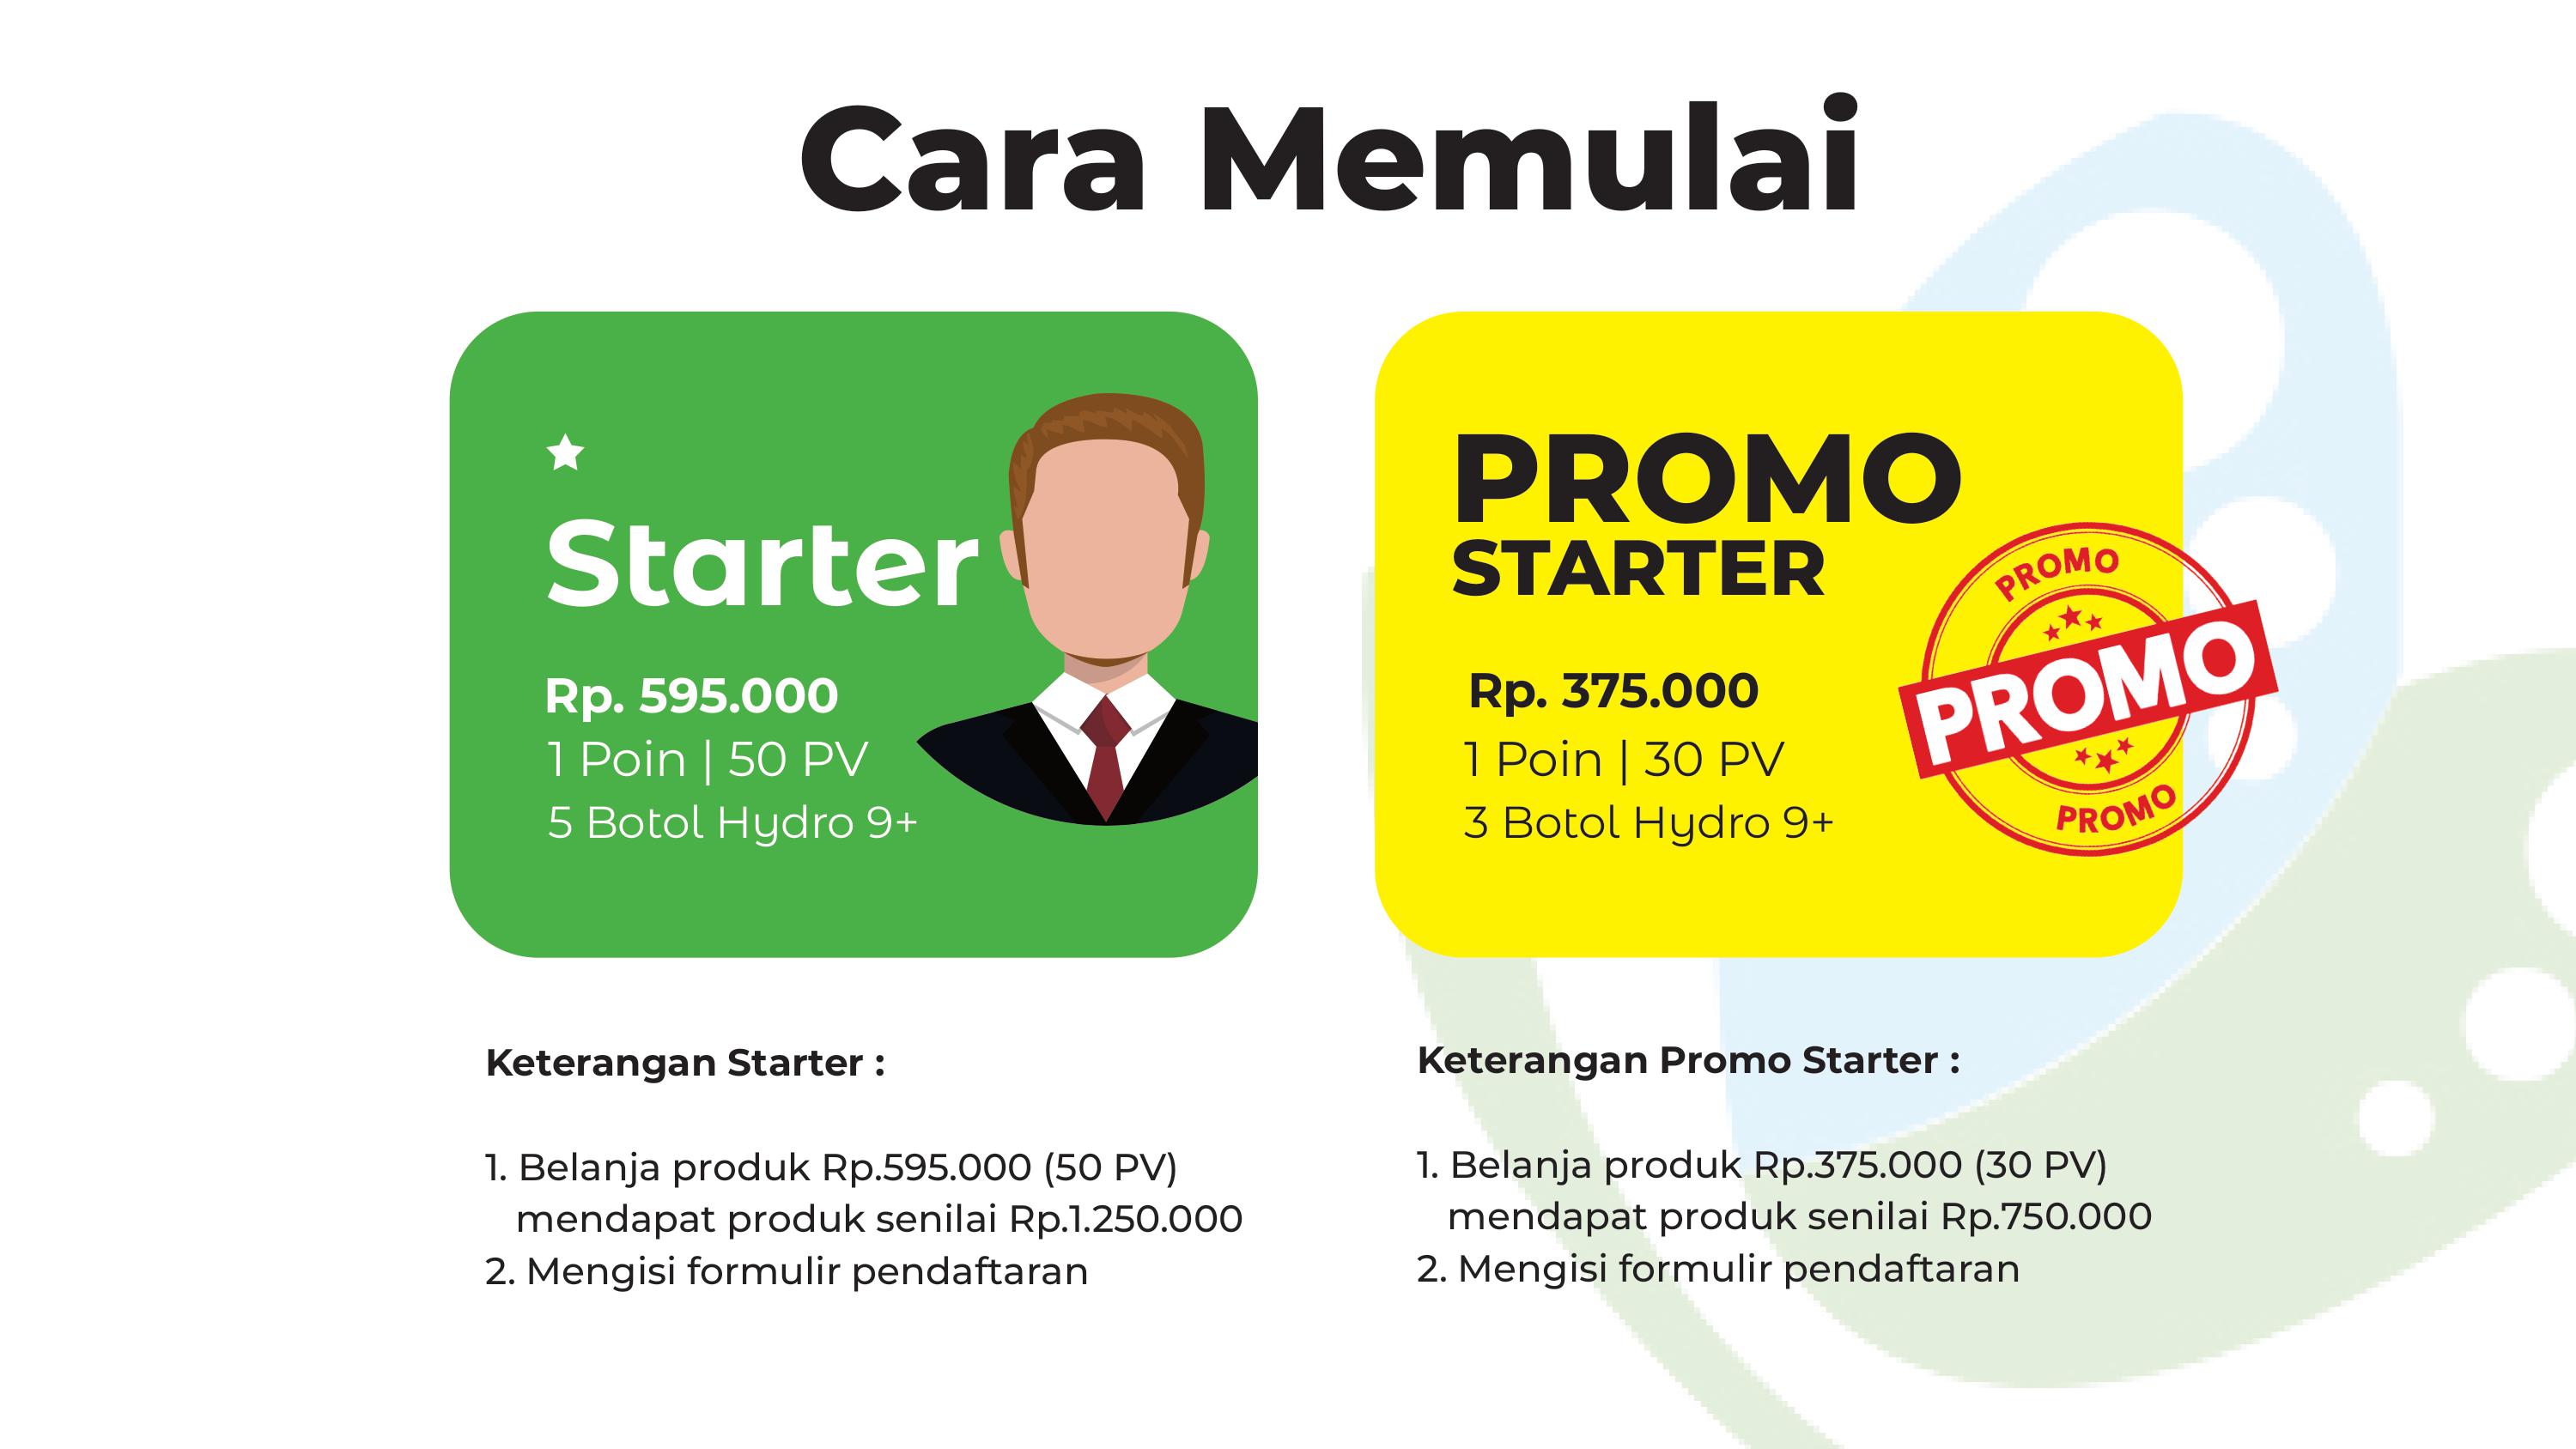 Cara Memulai
Starter
Rp. 595.000
1 Poin | 50 PV
5 Botol Hydro 9+
PROMO
STARTER
Rp. 375.000
1 Poin | 30 PV
3 Botol Hydro 9+
PROMO
PROMO
PROMO
Keterangan Starter :
1. Belanja produk Rp.595.000 (50 PV)
mendapat produk senilai Rp.1.250.000
2. Mengisi formulir pendaftaran
Keterangan Promo Starter :
1. Belanja produk Rp.375.000 (30 PV)
mendapat produk senilai Rp.750.000
2. Mengisi formulir pendaftaran